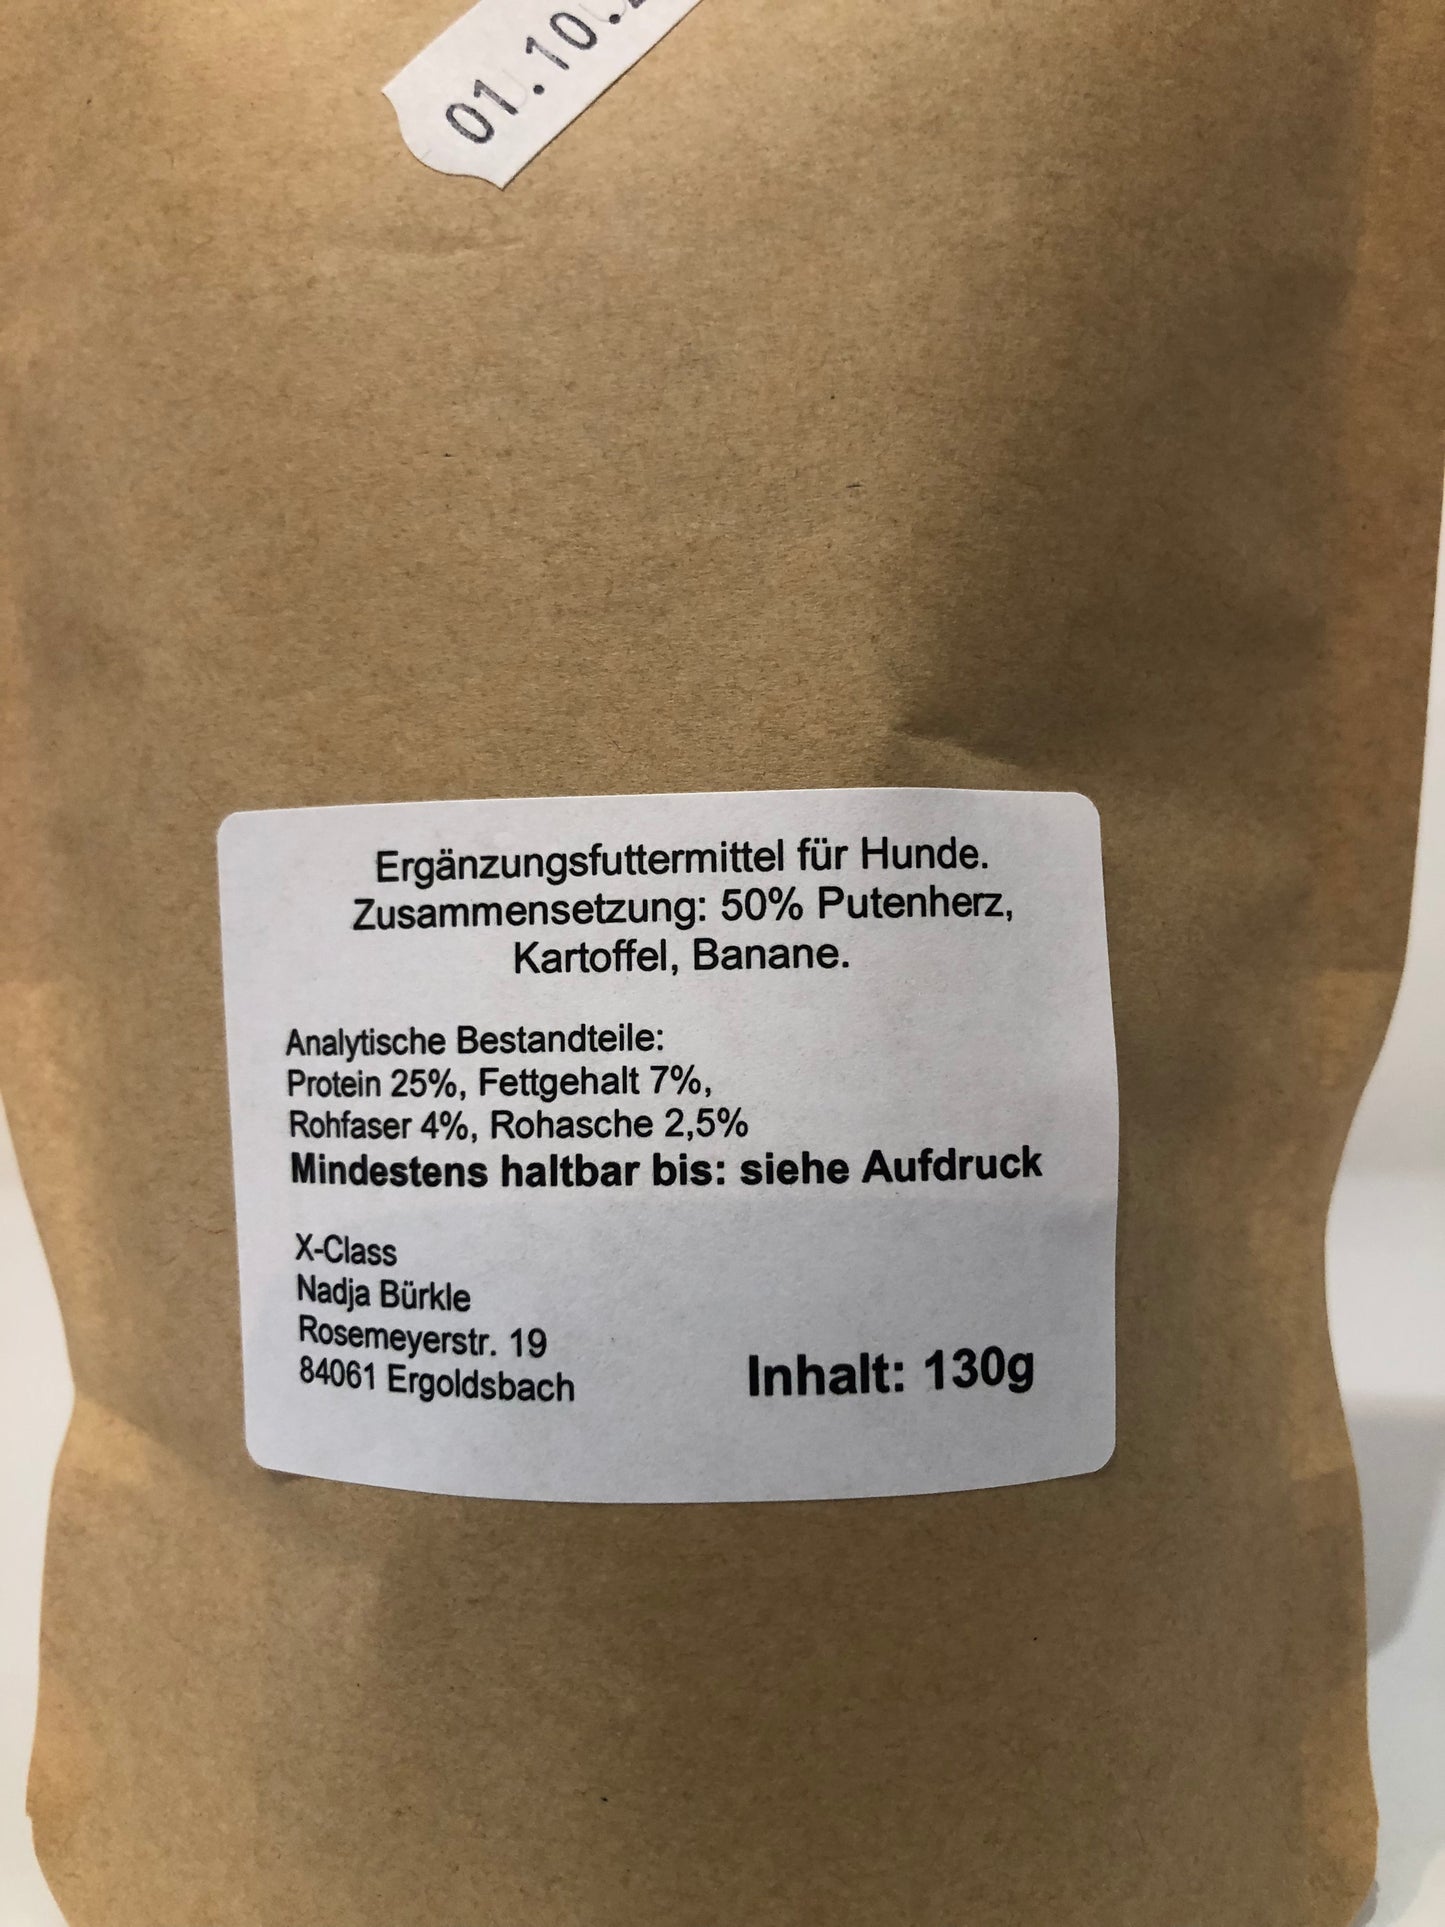 01.10.
Ergänzungsfuttermittel für Hunde.
Zusammensetzung: 50% Putenherz,
Kartoffel, Banane.
Analytische Bestandteile:
Protein 25%, Fettgehalt 7%,
Rohfaser 4%, Rohasche 2,5%
Mindestens haltbar bis: siehe Aufdruck
X-Class
Nadja Bürkle
Rosemeyerstr. 19
84061 Ergoldsbach
Inhalt: 130g